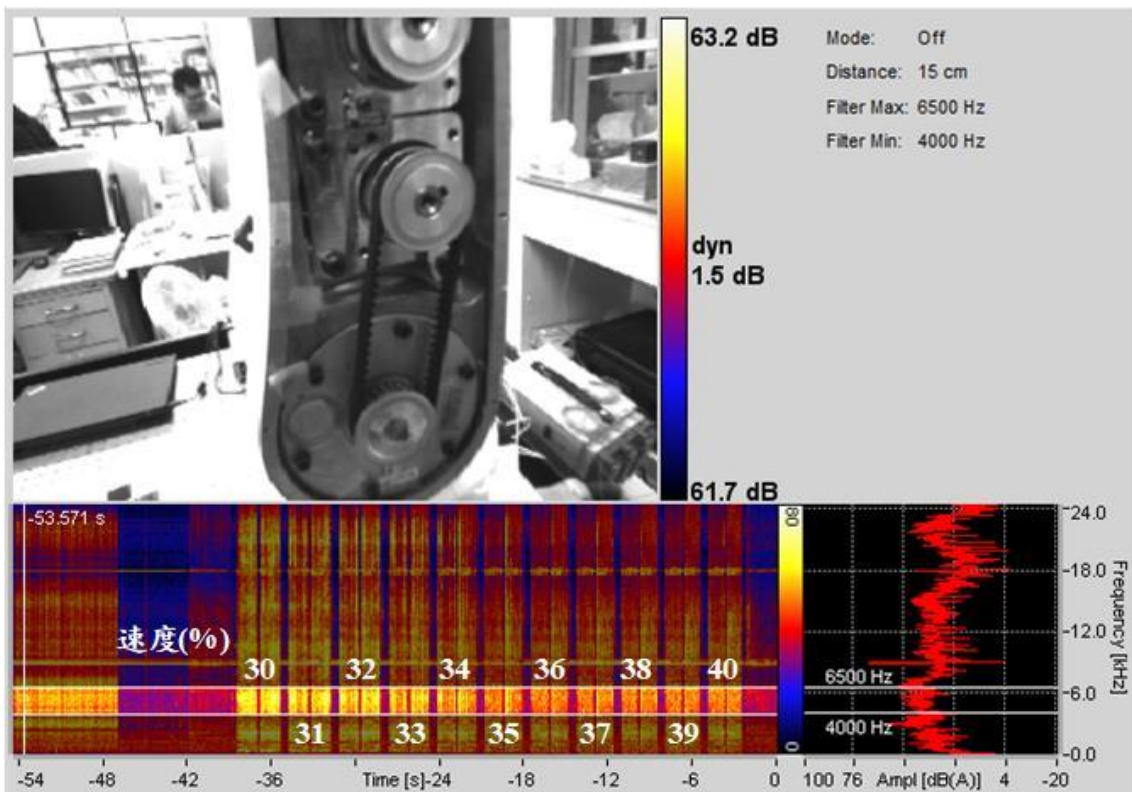 63.2 dB
dyn
1.5 dB
61.7 dB
Mode: Off
Distance: 15 cm
Filter Max: 6500 Hz
Filter Min: 4000 Hz
-53.571 s
速度(%)
30 32 34 36 38 40
31 33 35 37 39
80
0
6500 Hz
4000 Hz
24.0
18.0
12.0
6.0
0.0
Frequency [kHz]
-54 -48 -42 -36 Time [s] -24 -18 -12 -6 0
100 76 Ampl [dB(A)] 4 -20